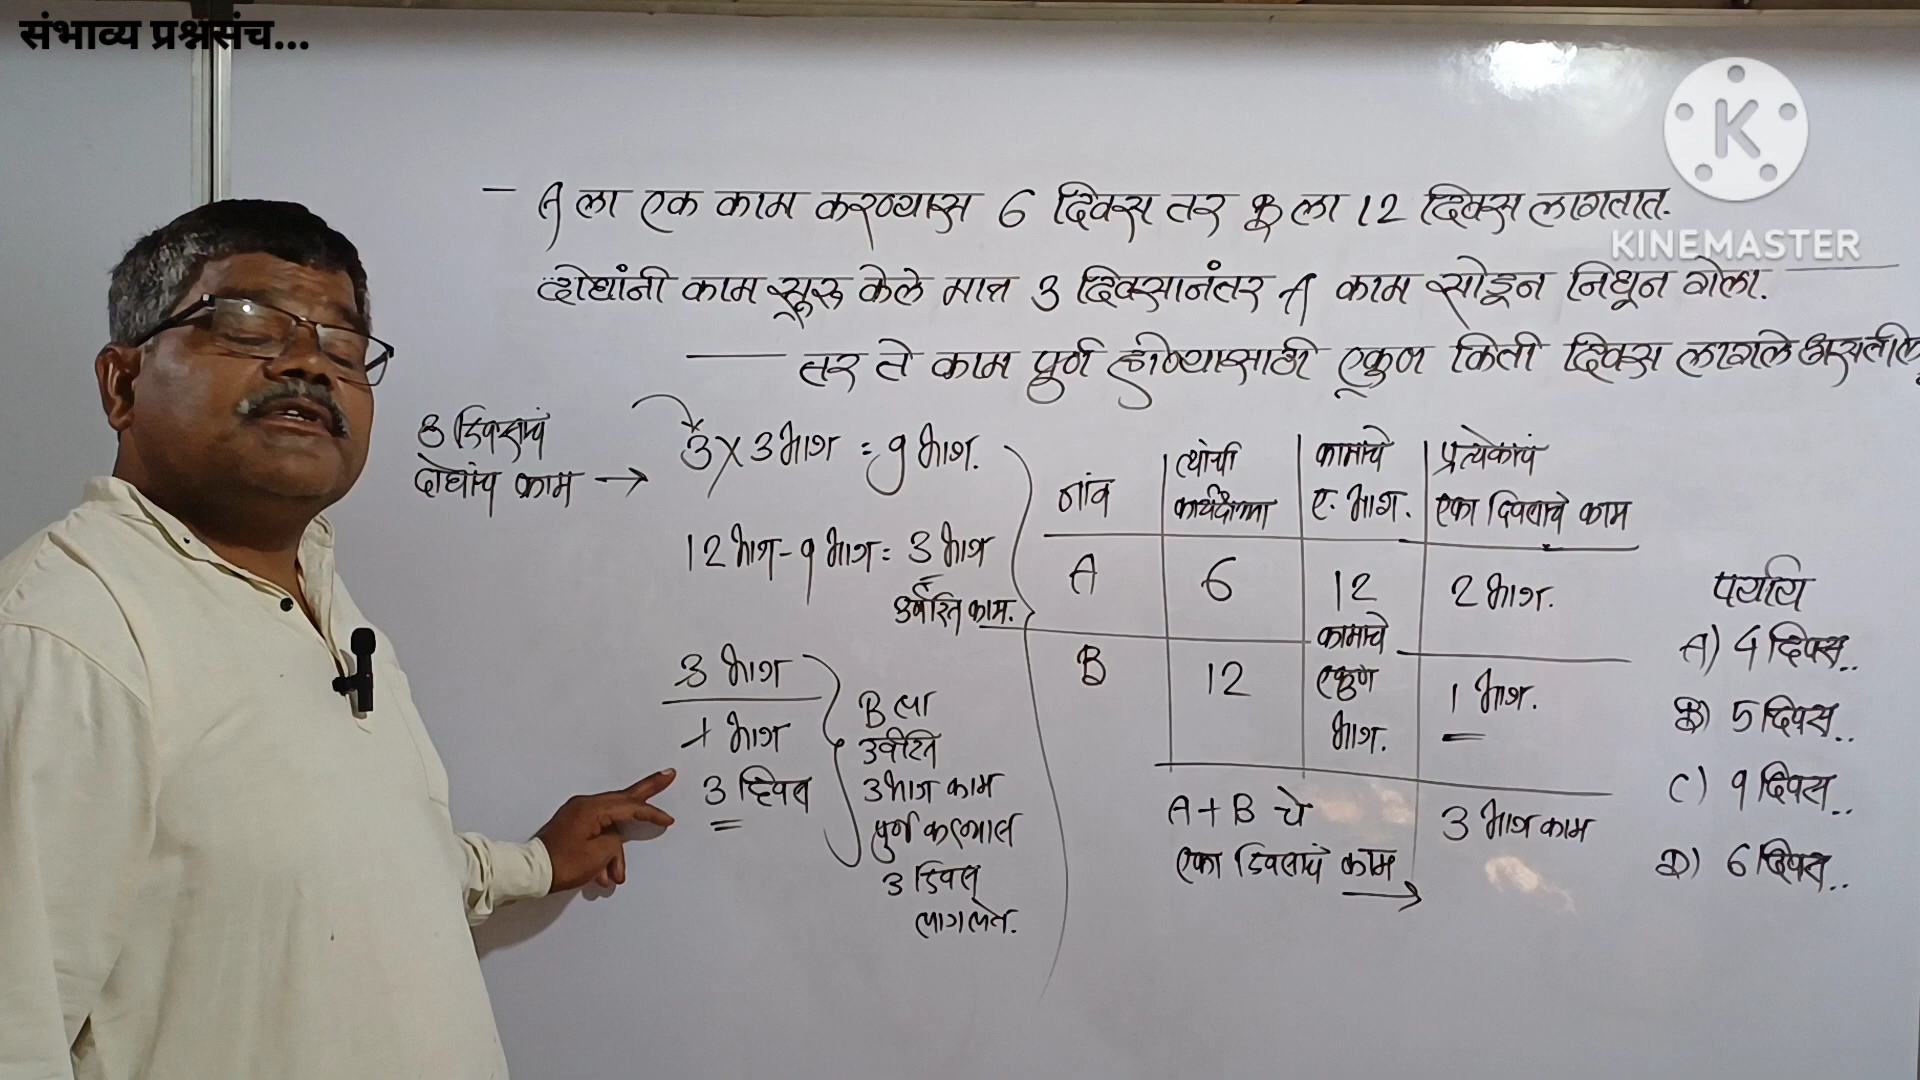 संभाव्य प्रश्नसंच...
KINEMASTER
- A ला एक काम करण्यास 6 दिवस तर B ला 12 दिवस लागतात.
दोघांनी काम सुरू केले मात्र 3 दिवसानंतर A काम सोडून निघून गेला.
तर ते काम पूर्ण होण्यासाठी एकुण किती दिवस लागले असतील
3 दिवसाचं
दोघांचं काम →
3 x 3 भाग = 9 भाग.
12 भाग - 9 भाग = 3 भाग
उर्वरित काम.
3 भाग
1 भाग
3 दिवस
B ला
उर्वरित
3 भाग काम
पुर्ण करण्यास
3 दिवस
लागलेत.
नांव
त्यांची
कार्यक्षमता
कामाचे
ए. भाग.
प्रत्येकाचं
एका दिवसाचे काम
A
6
12
कामाचे
एकुण
भाग.
2 भाग.
B
12
1 भाग.
A + B चे
एका दिवसाचं काम →
3 भाग काम
पर्याय
A) 4 दिवस..
B) 5 दिवस..
C) 9 दिवस..
D) 6 दिवस..